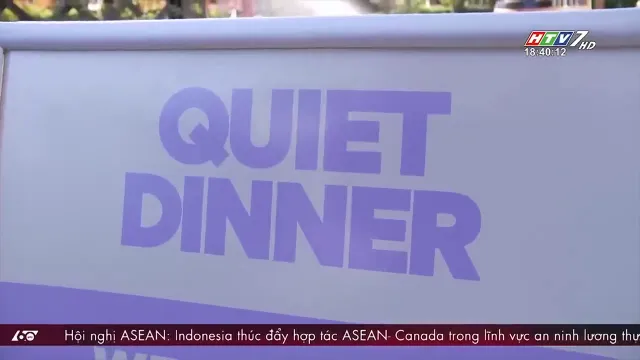 HTV7 HD
18:40:12
QUIET
DINNER
Hội nghị ASEAN: Indonesia thúc đẩy hợp tác ASEAN- Canada trong lĩnh vực an ninh lương thự